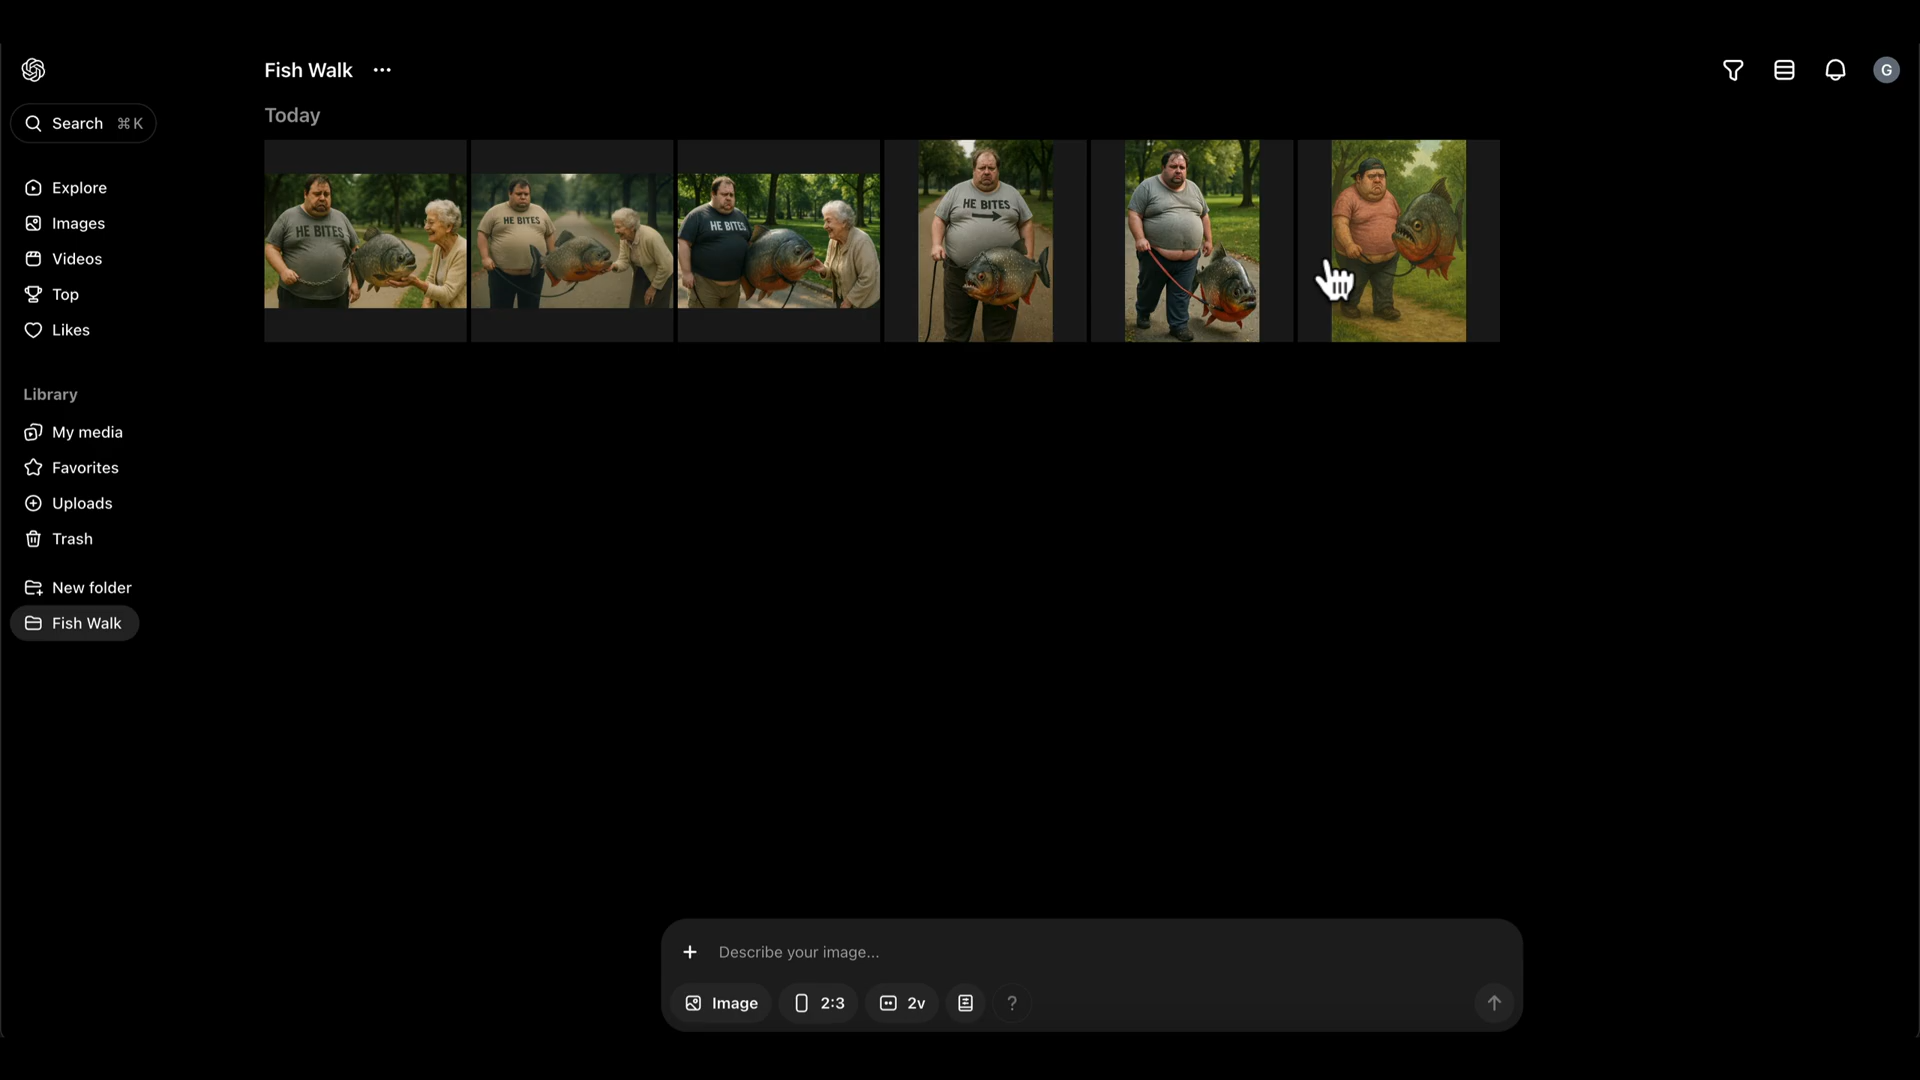 Fish Walk
Today
Search ⌘ K
Explore
Images
Videos
Top
Likes
Library
My media
Favorites
Uploads
Trash
New folder
Fish Walk
HE BITES
HE BITES
HE BITES
HE BITES
G
Describe your image...
Image
2:3
2v
?